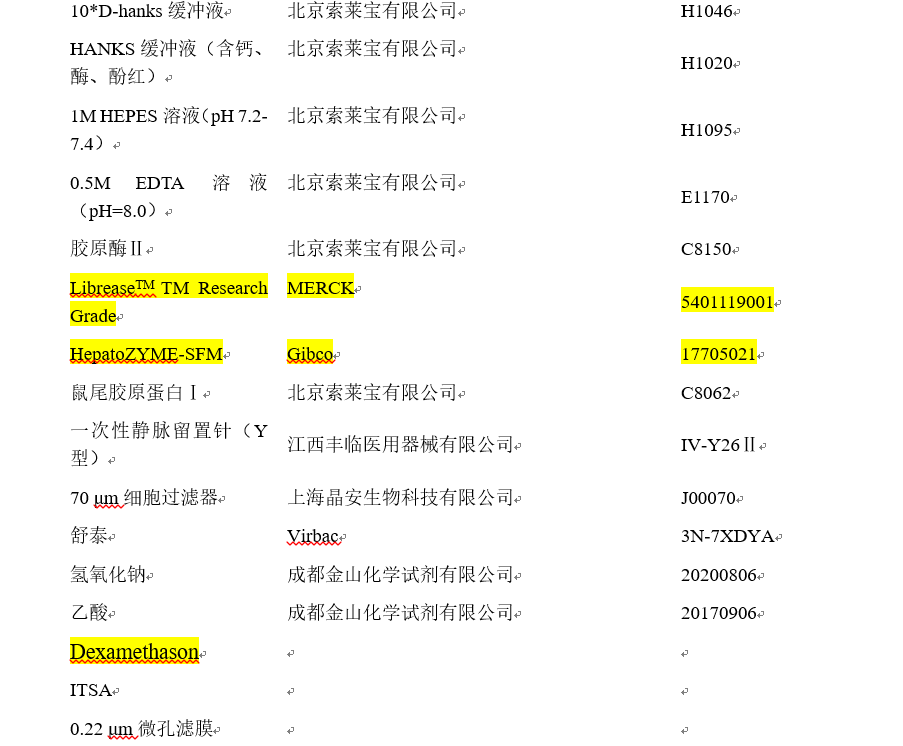 10*D-hanks 缓冲液 北京索莱宝有限公司 H1046
HANKS 缓冲液（含钙、 北京索莱宝有限公司
酶、酚红） H1020
1M HEPES 溶液（pH 7.2- 北京索莱宝有限公司
7.4） H1095
0.5M EDTA 溶液 北京索莱宝有限公司
（pH=8.0） E1170
胶原酶Ⅱ 北京索莱宝有限公司 C8150
Librease™ TM Research MERCK
Grade 5401119001
HepatoZYME-SFM Gibco 17705021
鼠尾胶原蛋白Ⅰ 北京索莱宝有限公司 C8062
一次性静脉留置针（Y
型） 江西丰临医用器械有限公司 IV-Y26Ⅱ
70 μm 细胞过滤器 上海晶安生物科技有限公司 J00070
舒泰 Virbac 3N-7XDYA
氢氧化钠 成都金山化学试剂有限公司 20200806
乙酸 成都金山化学试剂有限公司 20170906
Dexamethason
ITSA
0.22 μm 微孔滤膜